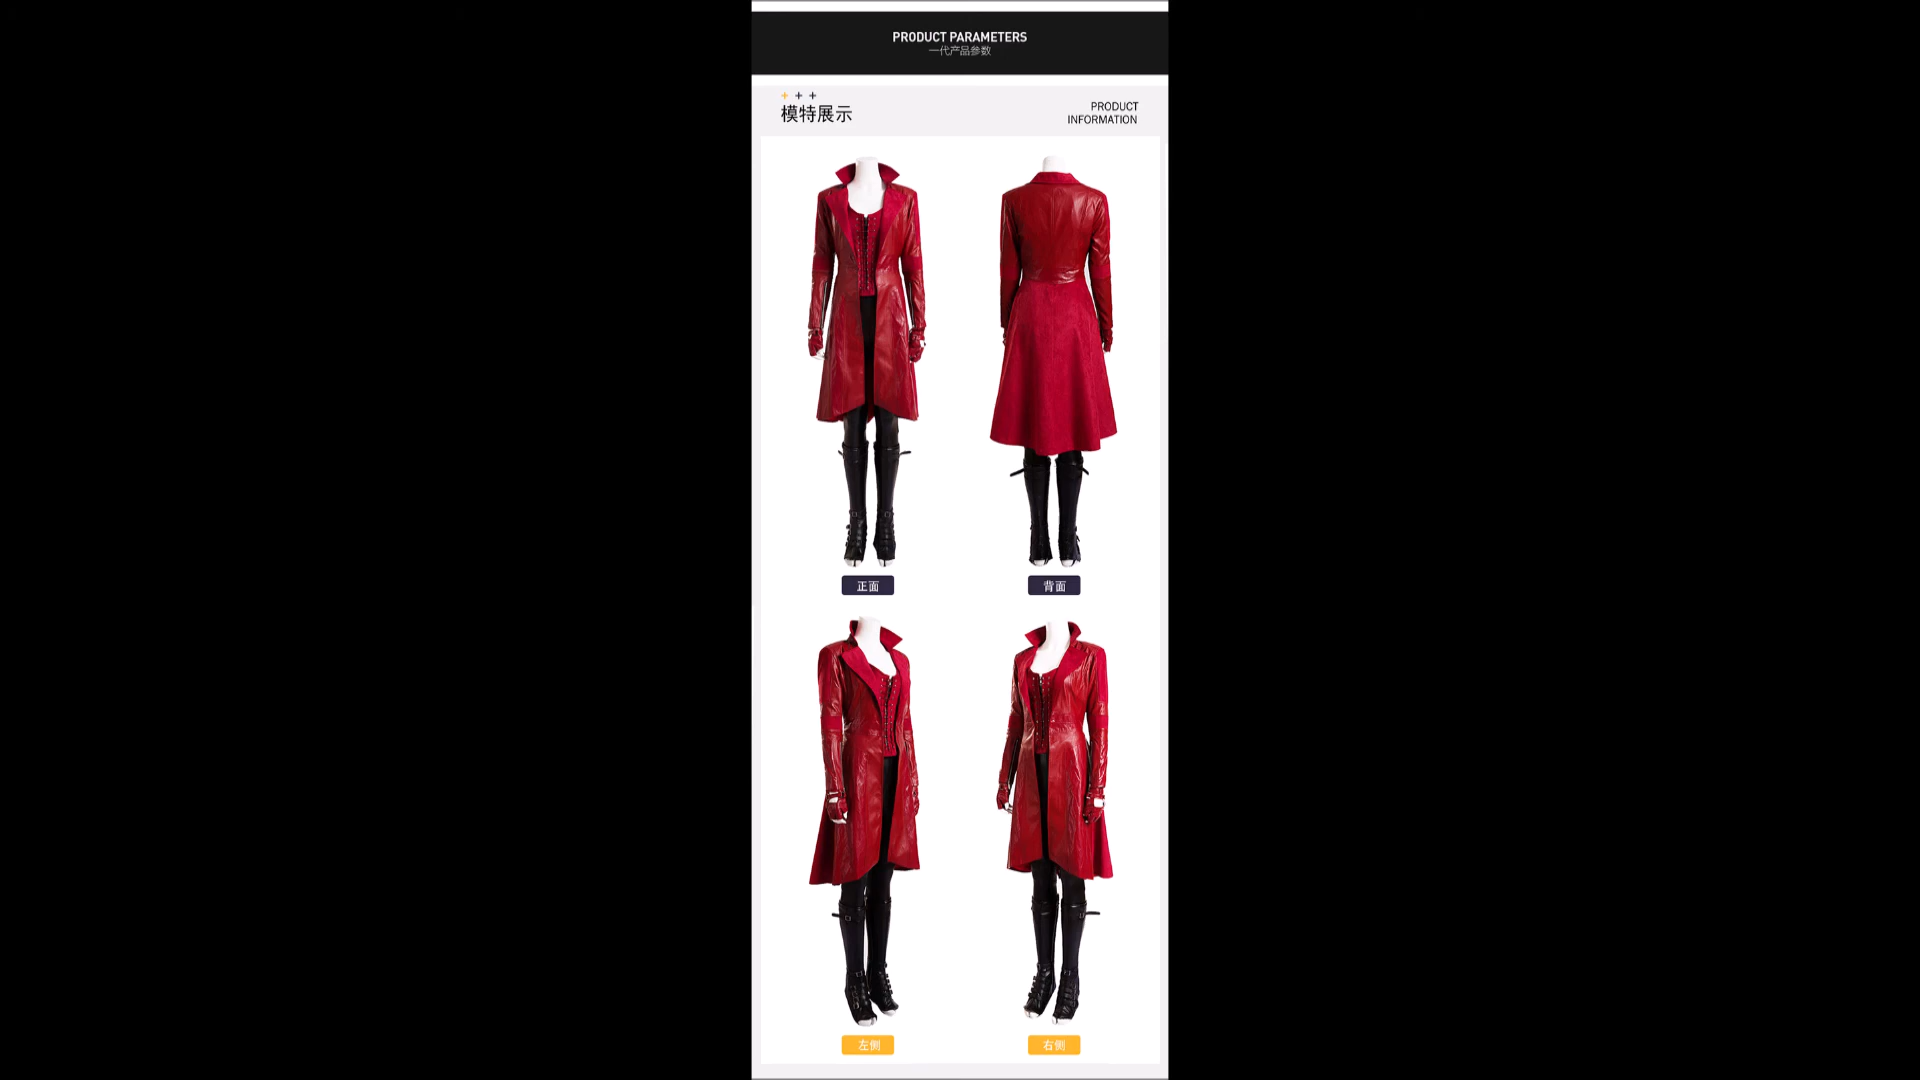 PRODUCT PARAMETERS
一代产品参数
+ + +
模特展示
PRODUCT
INFORMATION
正面
背面
左侧
右侧